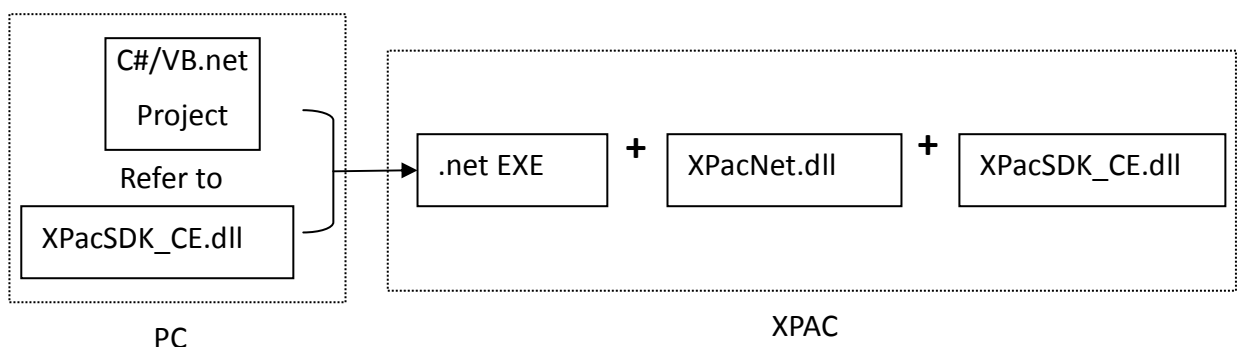 C#/VB.net
Project
Refer to
XPacSDK_CE.dll
PC
.net EXE
+
XPacNet.dll
+
XPacSDK_CE.dll
XPAC